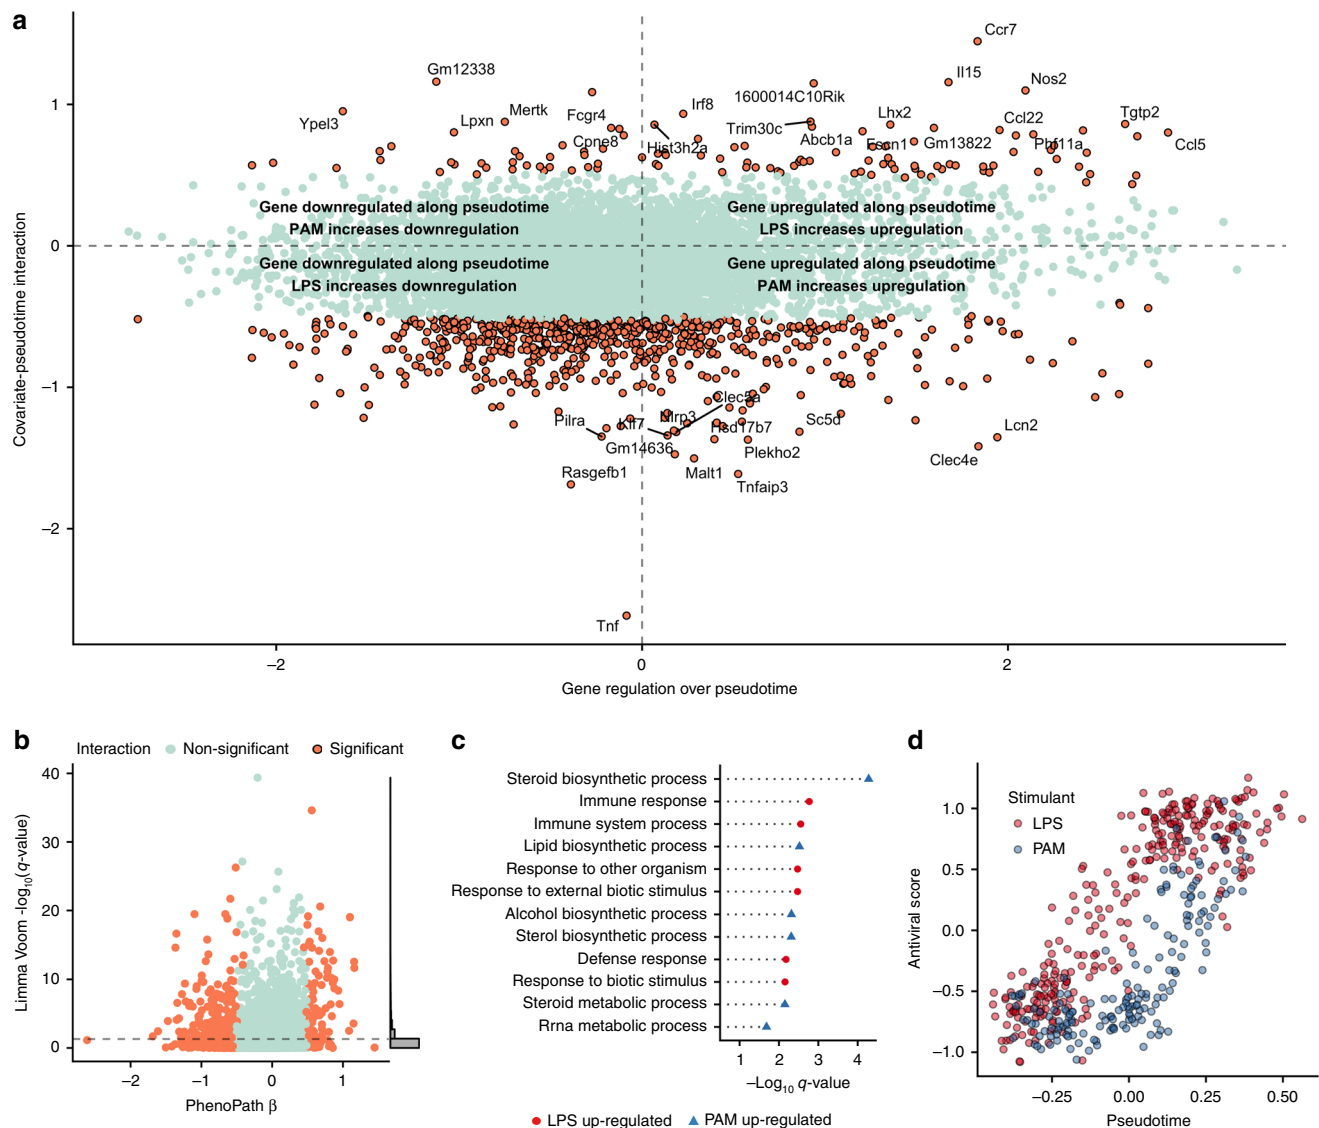 a
Covariate-pseudotime interaction
1
0
−1
−2
Ccr7
Gm12338
Il15
Nos2
1600014C10Rik
Ypel3
Lpxn
Mertk
Fcgr4
Irf8
Lhx2
Ccl22
Tgtp2
Trim30c
Cpne8
Hist3h2a
Abcb1a
Fscn1
Gm13822
Phf11a
Ccl5
Gene downregulated along pseudotime
PAM increases downregulation
Gene upregulated along pseudotime
LPS increases upregulation
Gene downregulated along pseudotime
LPS increases downregulation
Gene upregulated along pseudotime
PAM increases upregulation
Clec5a
Pilra
Klf7
Nlrp3
Hsd17b7
Sc5d
Lcn2
Gm14636
Plekho2
Clec4e
Rasgefb1
Malt1
Tnfaip3
Tnf
−2
0
2
Gene regulation over pseudotime
b
Interaction
Non-significant
Significant
Limma Voom -log10(q-value)
40
30
20
10
0
−2
−1
0
1
PhenoPath β
c
Steroid biosynthetic process
Immune response
Immune system process
Lipid biosynthetic process
Response to other organism
Response to external biotic stimulus
Alcohol biosynthetic process
Sterol biosynthetic process
Defense response
Response to biotic stimulus
Steroid metabolic process
Rrna metabolic process
1
2
3
4
−Log10 q-value
LPS up-regulated
PAM up-regulated
d
Antiviral score
1.0
0.5
0.0
−0.5
−1.0
Stimulant
LPS
PAM
−0.25
0.00
0.25
0.50
Pseudotime